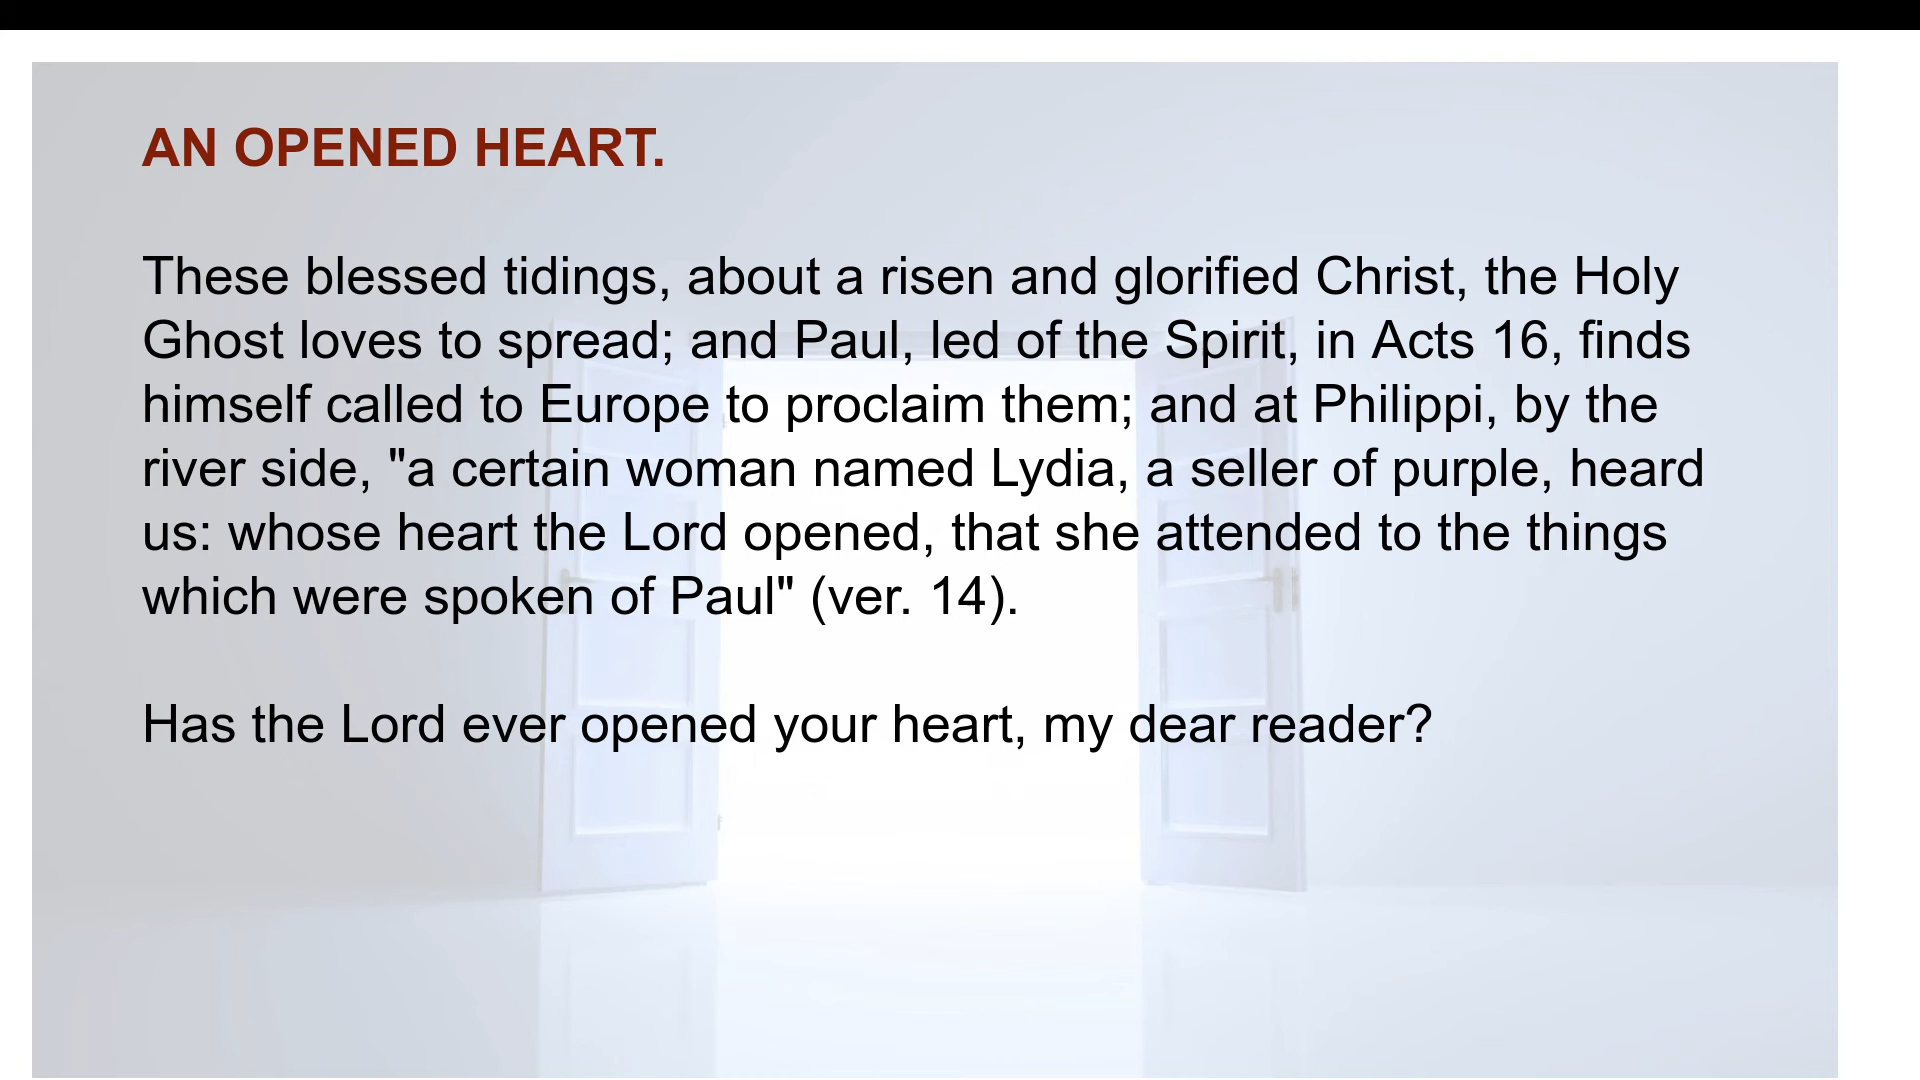 AN OPENED HEART.
These blessed tidings, about a risen and glorified Christ, the Holy
Ghost loves to spread; and Paul, led of the Spirit, in Acts 16, finds
himself called to Europe to proclaim them; and at Philippi, by the
river side, "a certain woman named Lydia, a seller of purple, heard
us: whose heart the Lord opened, that she attended to the things
which were spoken of Paul" (ver. 14).
Has the Lord ever opened your heart, my dear reader?